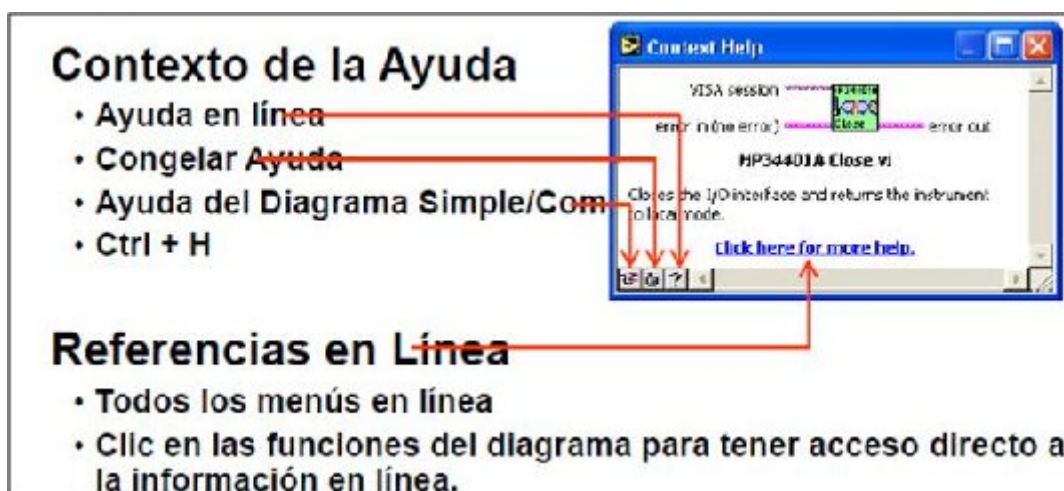 Contexto de la Ayuda
• Ayuda en línea
• Congelar Ayuda
• Ayuda del Diagrama Simple/Com
• Ctrl + H
Context Help
VISA session
error in (no error)
error out
Close
HP34401A Close vi
Closes the I/O interface and returns the instrument
to local mode.
Click here for more help.
?
Referencias en Línea
• Todos los menús en línea
• Clic en las funciones del diagrama para tener acceso directo a
la información en línea.